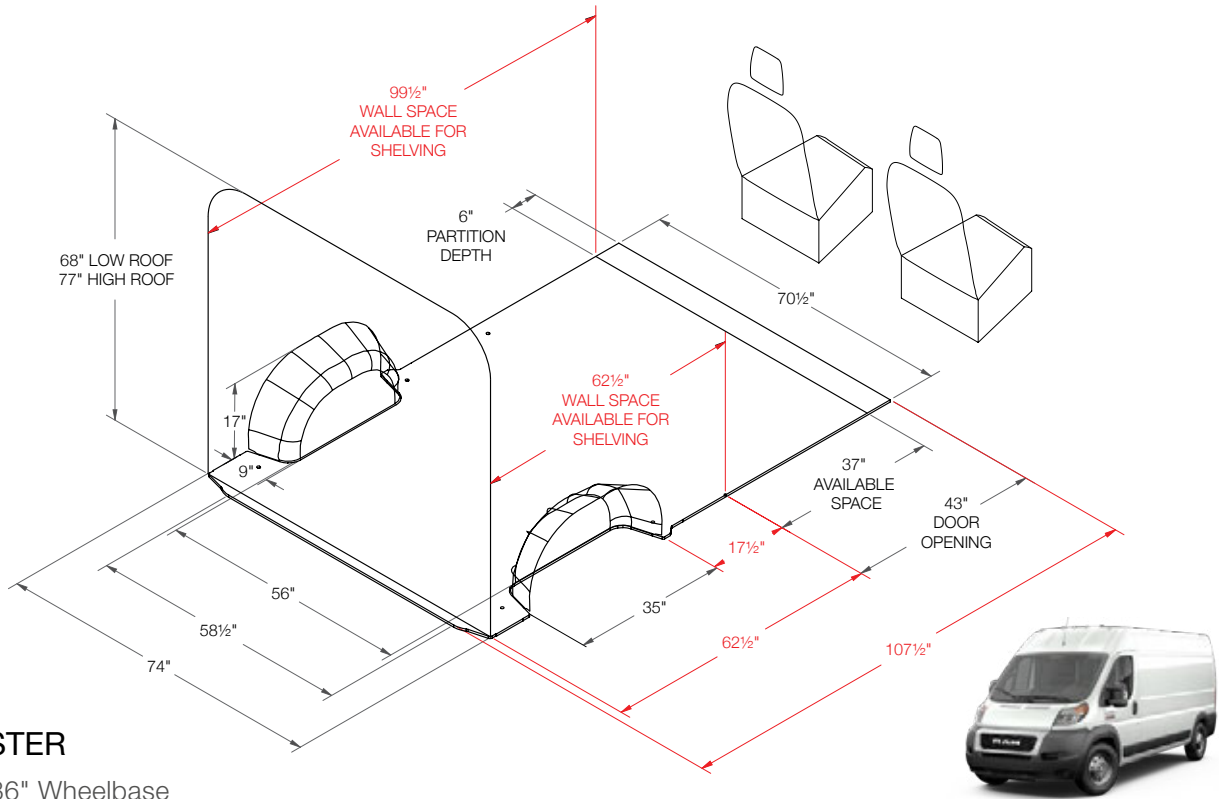 99½"
WALL SPACE
AVAILABLE FOR
SHELVING
6"
PARTITION
DEPTH
68" LOW ROOF
77" HIGH ROOF
70½"
62½"
WALL SPACE
AVAILABLE FOR
SHELVING
17"
9"
37"
AVAILABLE
SPACE
43"
DOOR
OPENING
17½"
56"
35"
58½"
62½"
107½"
74"
RAM
STER
36" Wheelbase